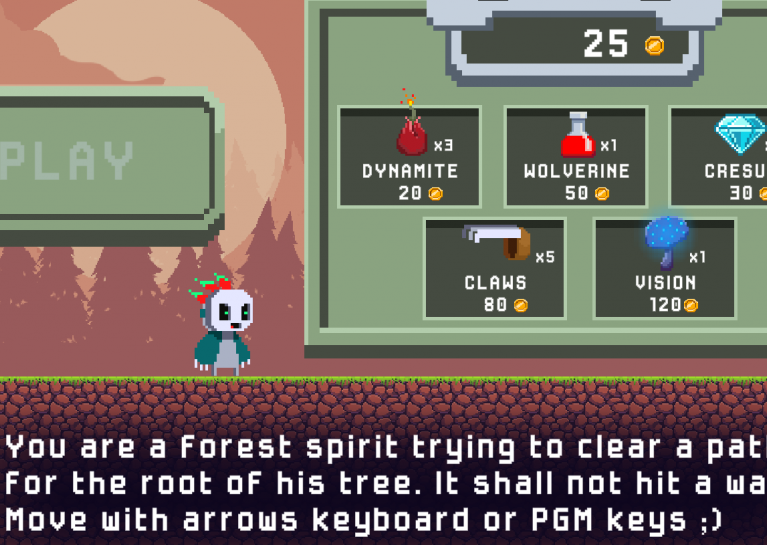 25
PLAY
x3
x1
DYNAMITE
WOLVERINE
CRESU
20
50
30
x5
x1
CLAWS
VISION
80
120
You are a forest spirit trying to clear a pat
for the root of his tree. It shall not hit a wa
Move with arrows keyboard or PGM keys ;)